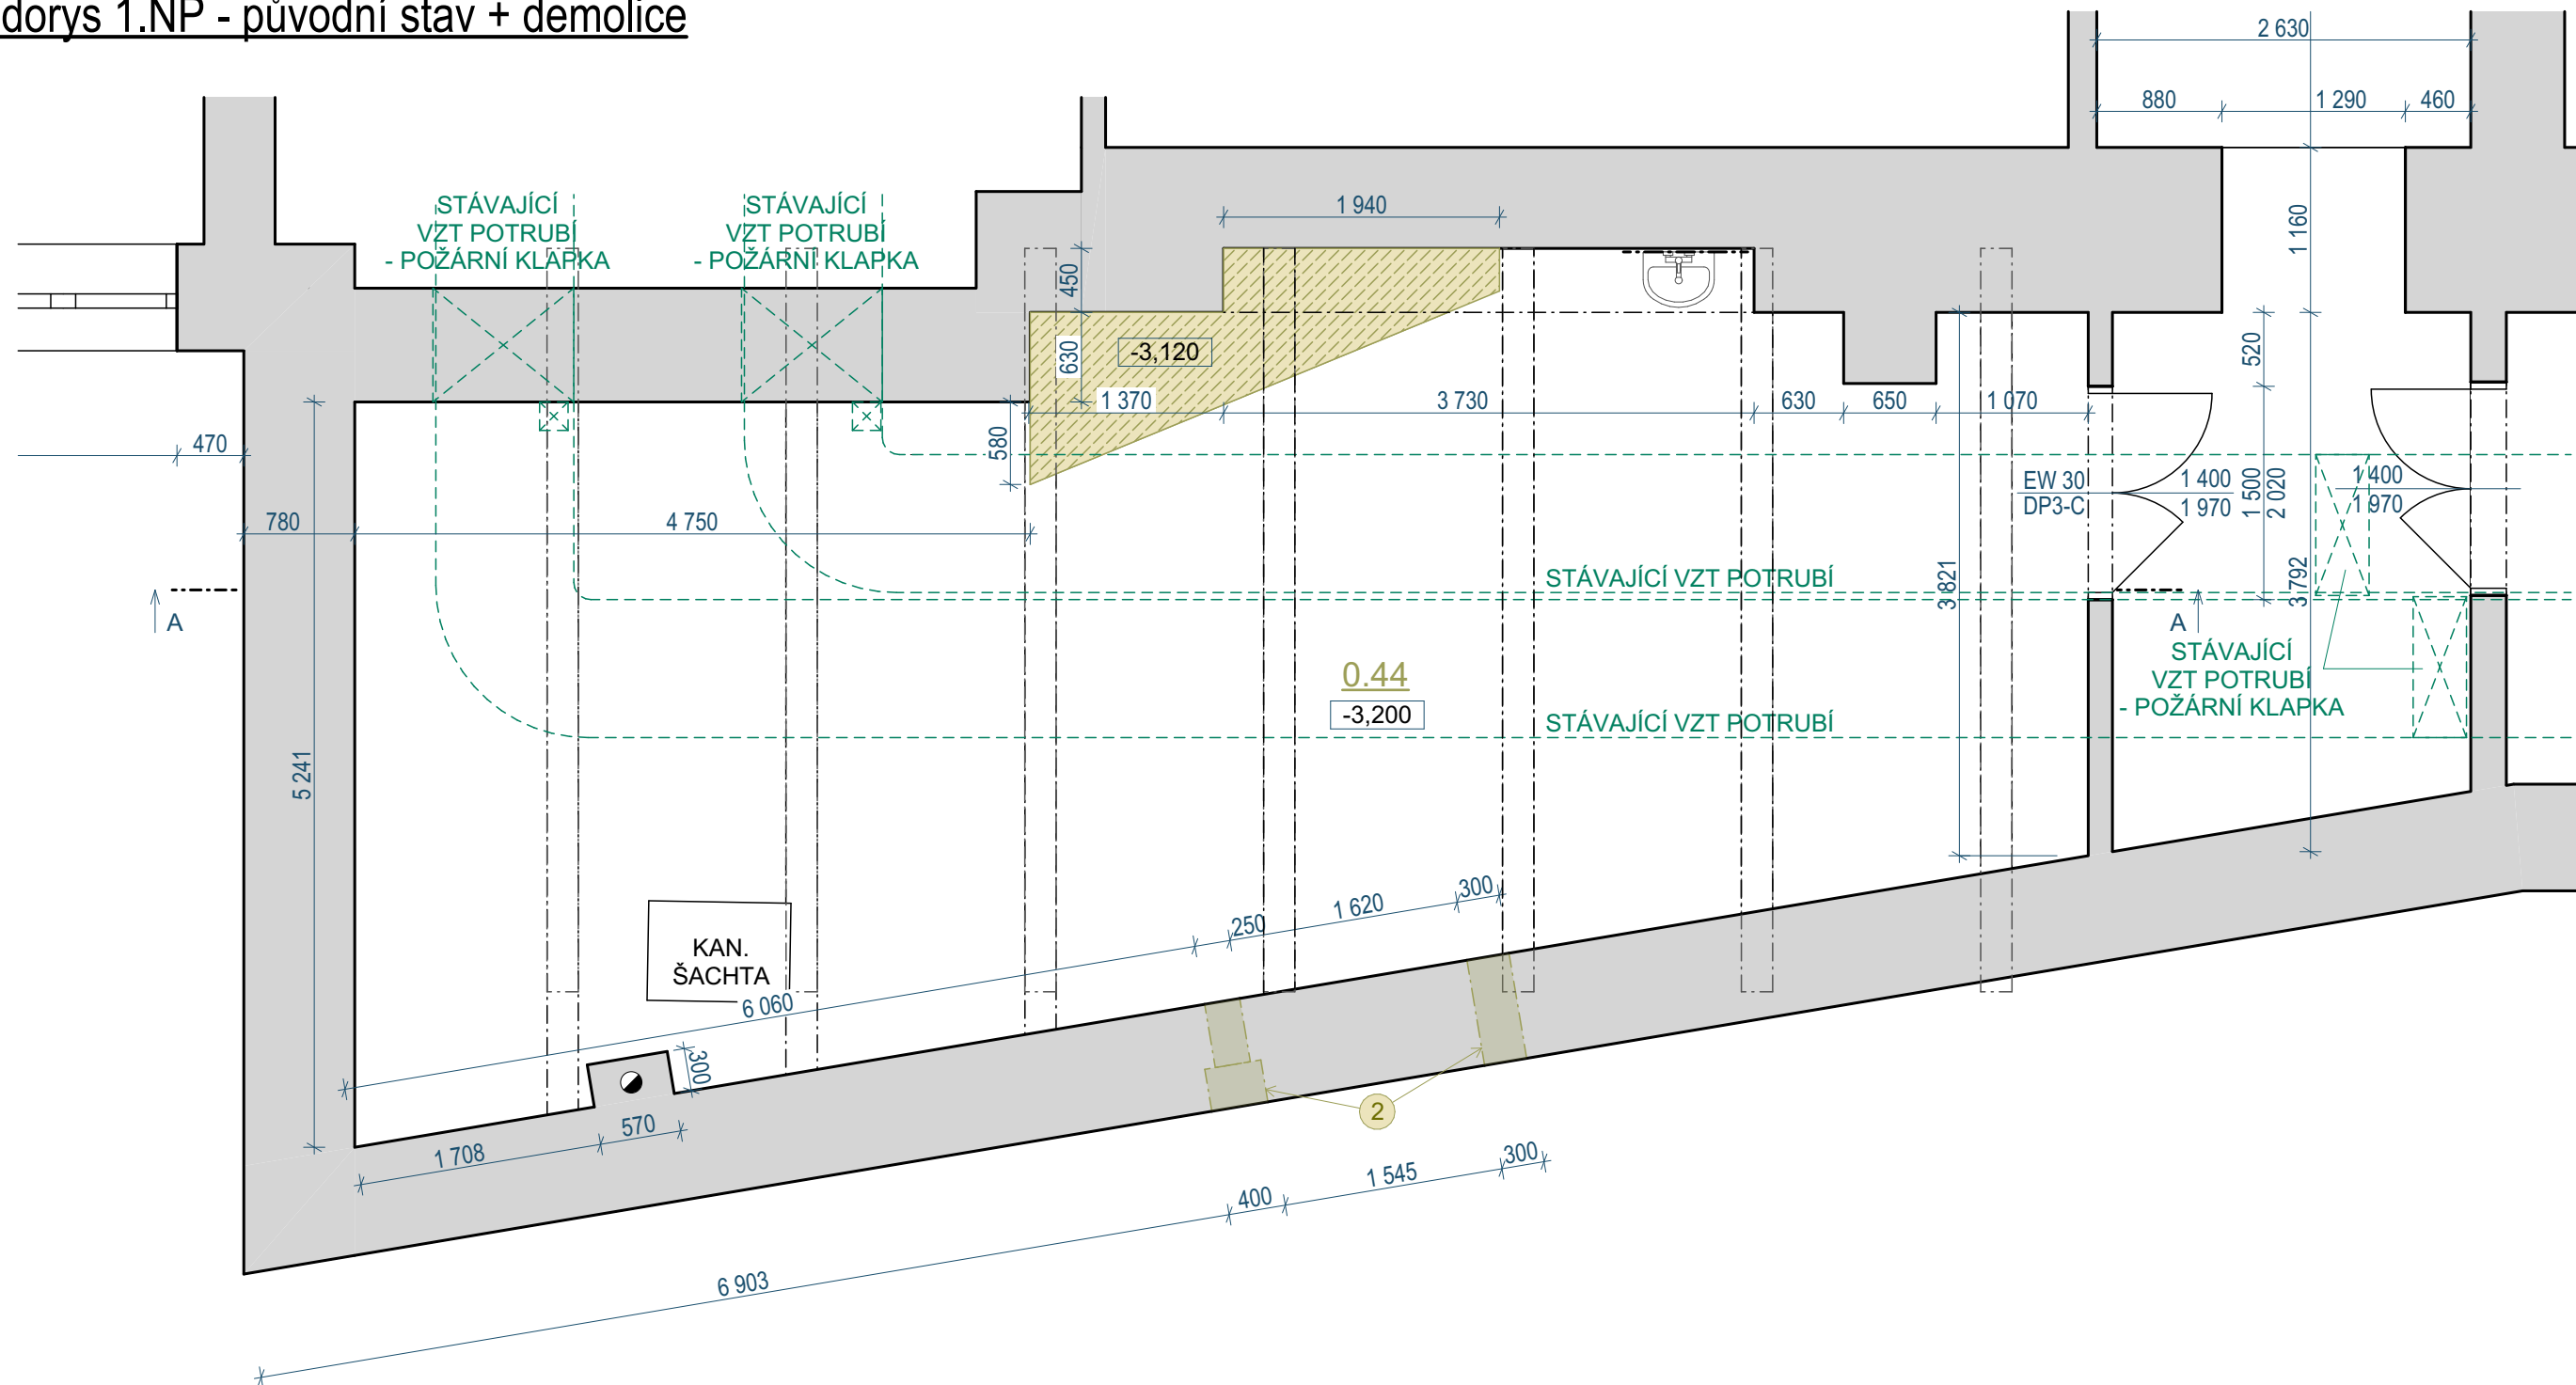 dorys 1.NP - původní stav + demolice
2 630
880
1 290
460
STÁVAJÍCÍ
VZT POTRUBÍ
- POŽÁRNÍ KLAPKA
STÁVAJÍCÍ
VZT POTRUBÍ
- POŽÁRNÍ KLAPKA
1 940
1 160
450
630
-3,120
520
1 370
3 730
630
650
1 070
470
580
EW 30
DP3-C
1 400
1 970
1 500
2 020
1 400
1 970
780
4 750
STÁVAJÍCÍ VZT POTRUBÍ
3 821
3 792
A
A
STÁVAJÍCÍ
VZT POTRUBÍ
- POŽÁRNÍ KLAPKA
0.44
-3,200
STÁVAJÍCÍ VZT POTRUBÍ
5 241
300
1 620
250
KAN.
ŠACHTA
6 060
300
2
570
1 708
300
1 545
400
6 903